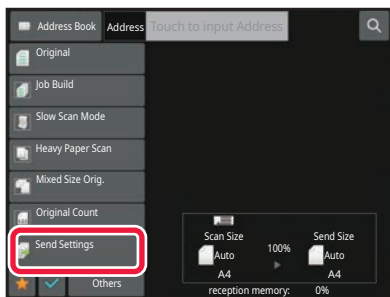 Address Book Address Touch to input Address
Original
Job Build
Slow Scan Mode
Heavy Paper Scan
Mixed Size Orig.
Original Count
Send Settings
Others
Scan Size Send Size
100%
Auto Auto
A4 A4
reception memory: 0%